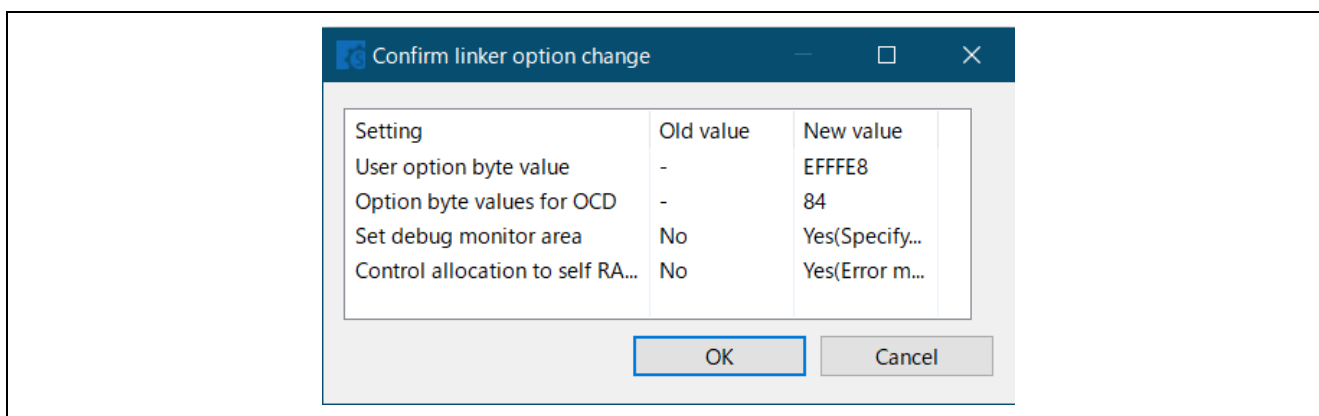 Confirm linker option change
Setting Old value New value
User option byte value - EFFFE8
Option byte values for OCD - 84
Set debug monitor area No Yes(Specify...
Control allocation to self RA... No Yes(Error m...
OK Cancel